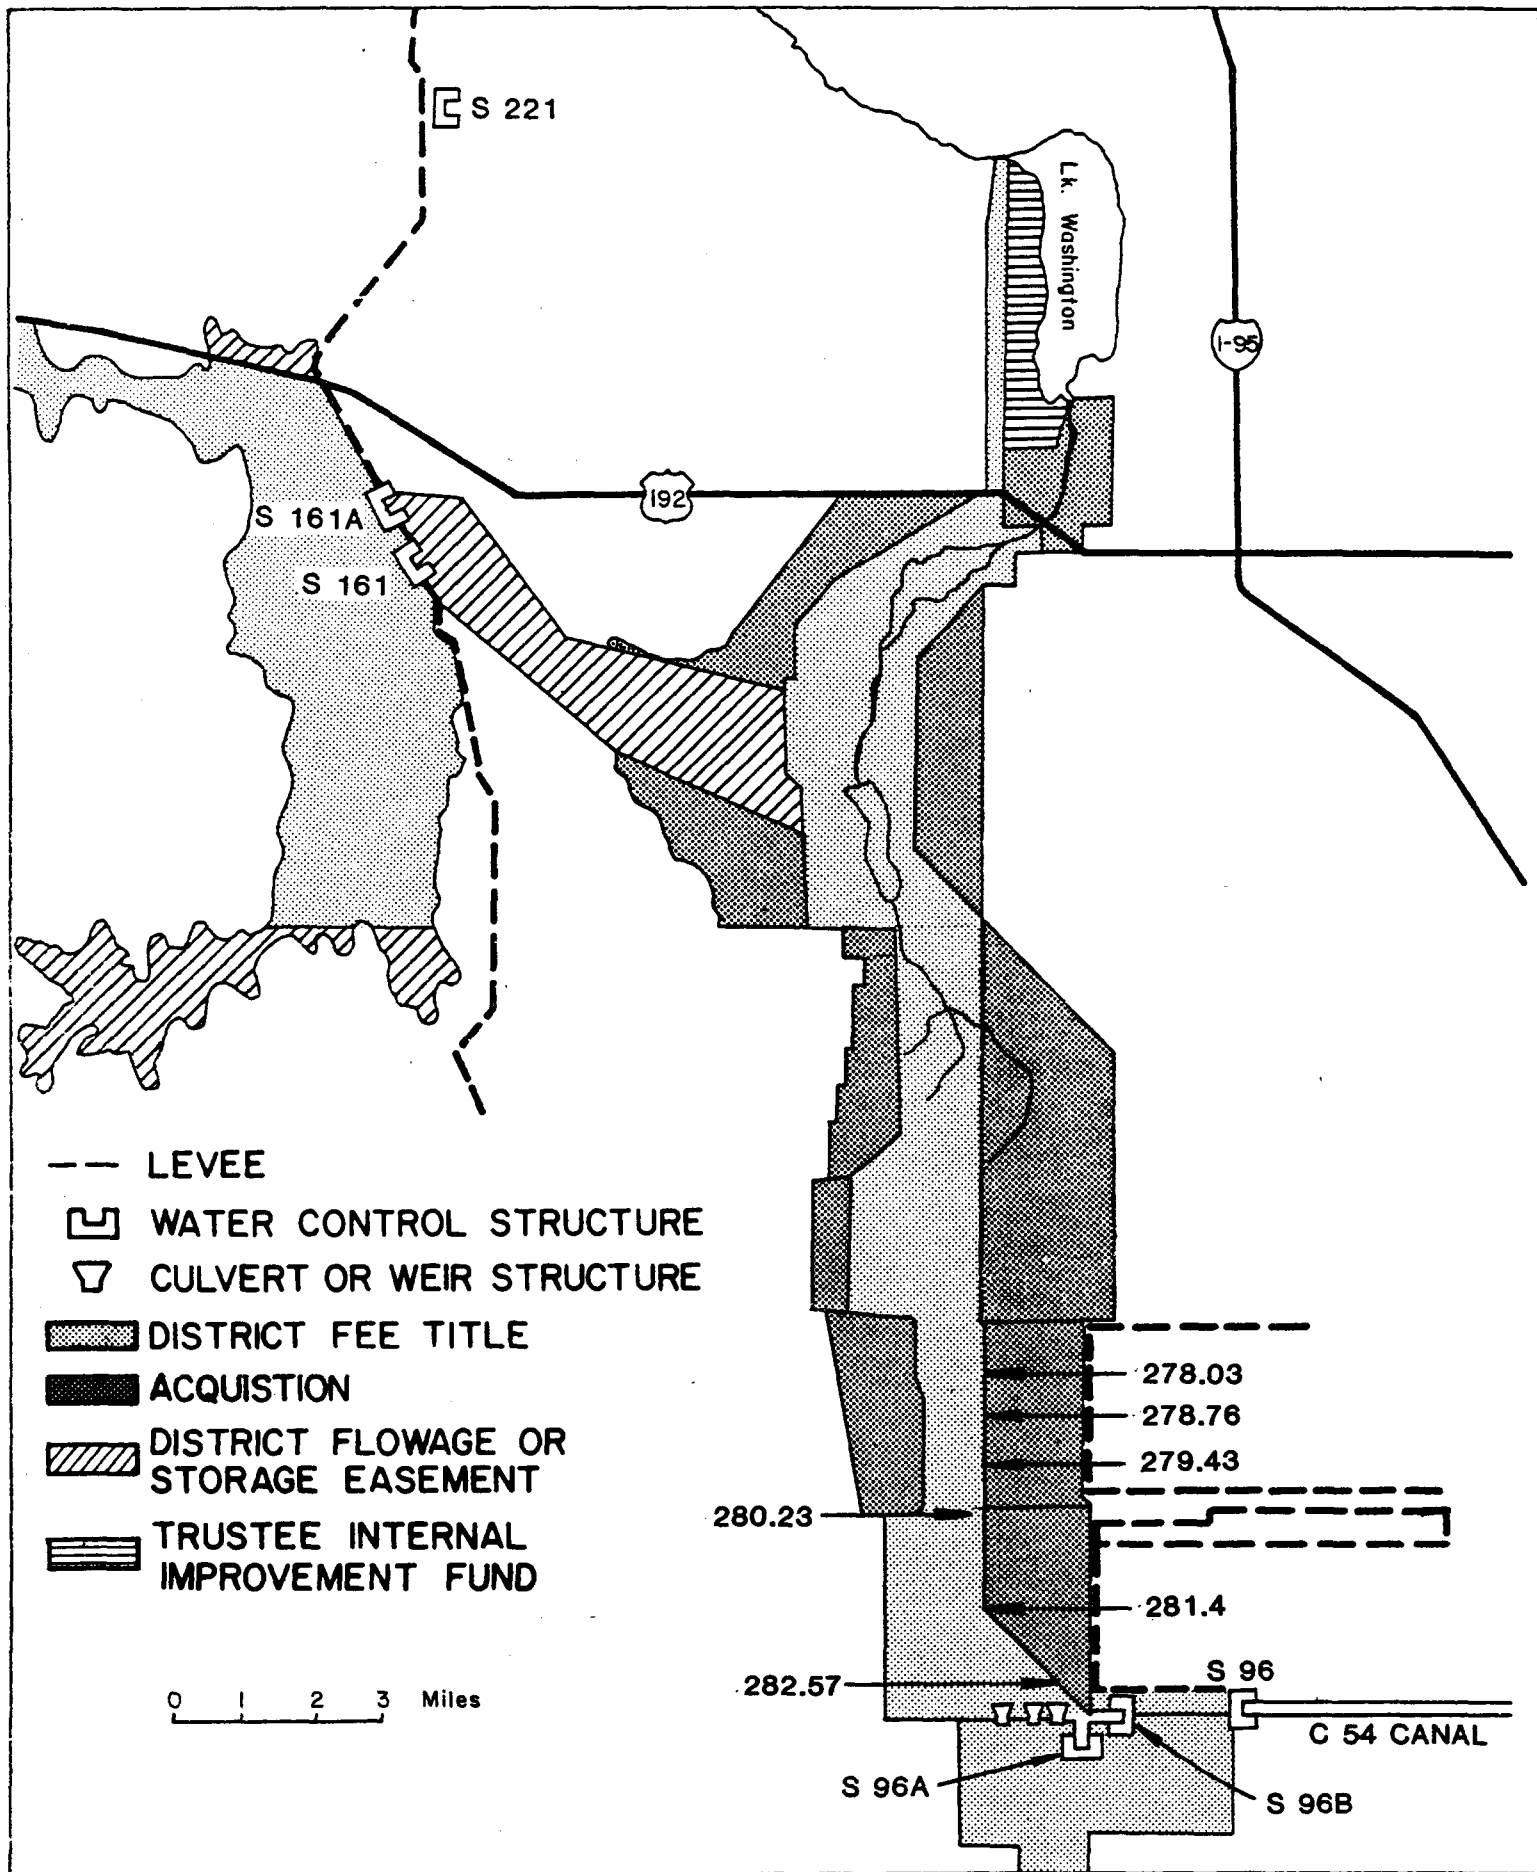 S 221
Lk. Washington
I-95
192
S 161A
S 161
LEVEE
WATER CONTROL STRUCTURE
CULVERT OR WEIR STRUCTURE
DISTRICT FEE TITLE
ACQUISTION
DISTRICT FLOWAGE OR
STORAGE EASEMENT
TRUSTEE INTERNAL
IMPROVEMENT FUND
278.03
278.76
279.43
280.23
281.4
282.57
S 96
0 1 2 3 Miles
C 54 CANAL
S 96A
S 96B